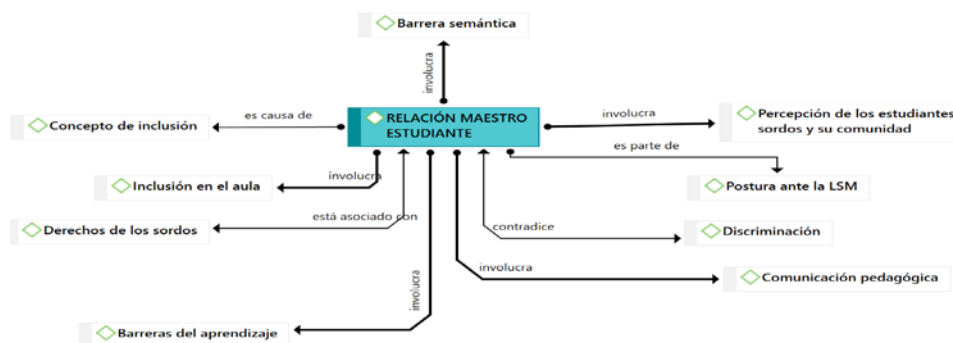 Barrera semántica
involucra
es causa de
RELACIÓN MAESTRO
ESTUDIANTE
involucra
Percepción de los estudiantes
sordos y su comunidad
Concepto de inclusión
es parte de
involucra
Inclusión en el aula
Postura ante la LSM
está asociado con
Derechos de los sordos
contradice
Discriminación
involucra
involucra
Comunicación pedagógica
Barreras del aprendizaje